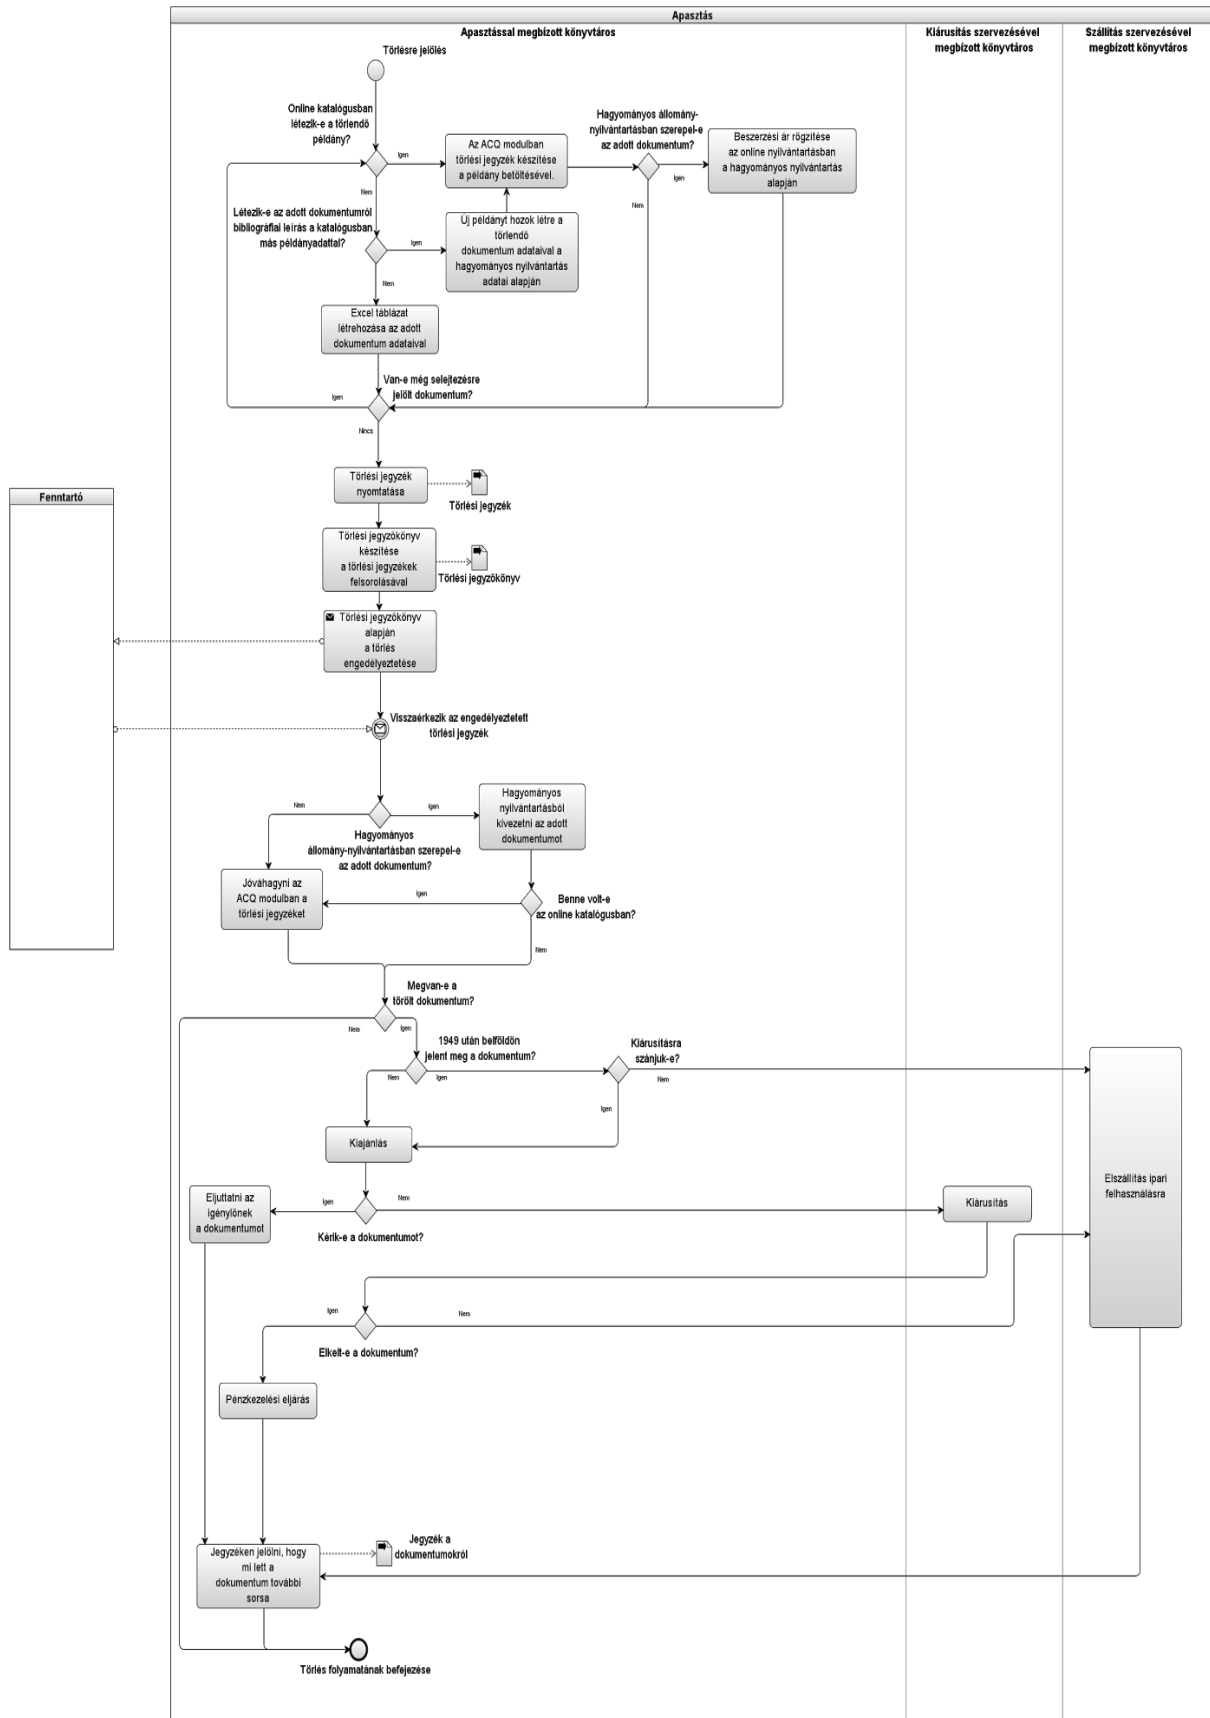 Apasztás
Apasztással megbízott könyvtáros
Kiárusítás szervezésével
megbízott könyvtáros
Szállítás szervezésével
megbízott könyvtáros
Törlésre jelölés
Online katalógusban
létezik-e a törlendő
példány?
Igen
Nem
Az ACQ modulban
törlési jegyzék készítése
a példány betöltésével.
Hagyományos állomány-
nyilvántartásban szerepel-e
az adott dokumentum?
Igen
Nem
Beszerzési ár rögzítése
az online nyilvántartásban
a hagyományos nyilvántartás
alapján
Létezik-e az adott dokumentumról
bibliográfiai leírás a katalógusban
más példányadattal?
Igen
Nem
Új példányt hozok létre a
törlendő
dokumentum adataival a
hagyományos nyilvántartás
adatai alapján
Excel táblázat
létrehozása az adott
dokumentum adataival
Van-e még selejtezésre
jelölt dokumentum?
Igen
Nincs
Törlési jegyzék
nyomtatása
Törlési jegyzék
Fenntartó
Törlési jegyzőkönyv
készítése
a törlési jegyzékek
felsorolásával
Törlési jegyzőkönyv
Törlési jegyzőkönyv
alapján
a törlés
engedélyeztetése
Visszaérkezik az engedélyeztetett
törlési jegyzék
Nem
Igen
Hagyományos
állomány-nyilvántartásban szerepel-e
az adott dokumentum?
Hagyományos
nyilvántartásból
kivezetni az adott
dokumentumot
Jóváhagyni az
ACQ modulban a
törlési jegyzéket
Igen
Benne volt-e
az online katalógusban?
Nem
Megvan-e a
törölt dokumentum?
Nem
Igen
1949 után belföldön
jelent meg a dokumentum?
Nem
Igen
Kiárusításra
szánjuk-e?
Nem
Igen
Kiajánlás
Elszállítás ipari
felhasználásra
Eljuttatni az
igénylőnek
a dokumentumot
Igen
Nem
Kérik-e a dokumentumot?
Kiárusítás
Igen
Nem
Elkelt-e a dokumentum?
Pénzkezelési eljárás
Jegyzéken jelölni, hogy
mi lett a
dokumentum további
sorsa
Jegyzék a
dokumentumokról
Törlés folyamatának befejezése